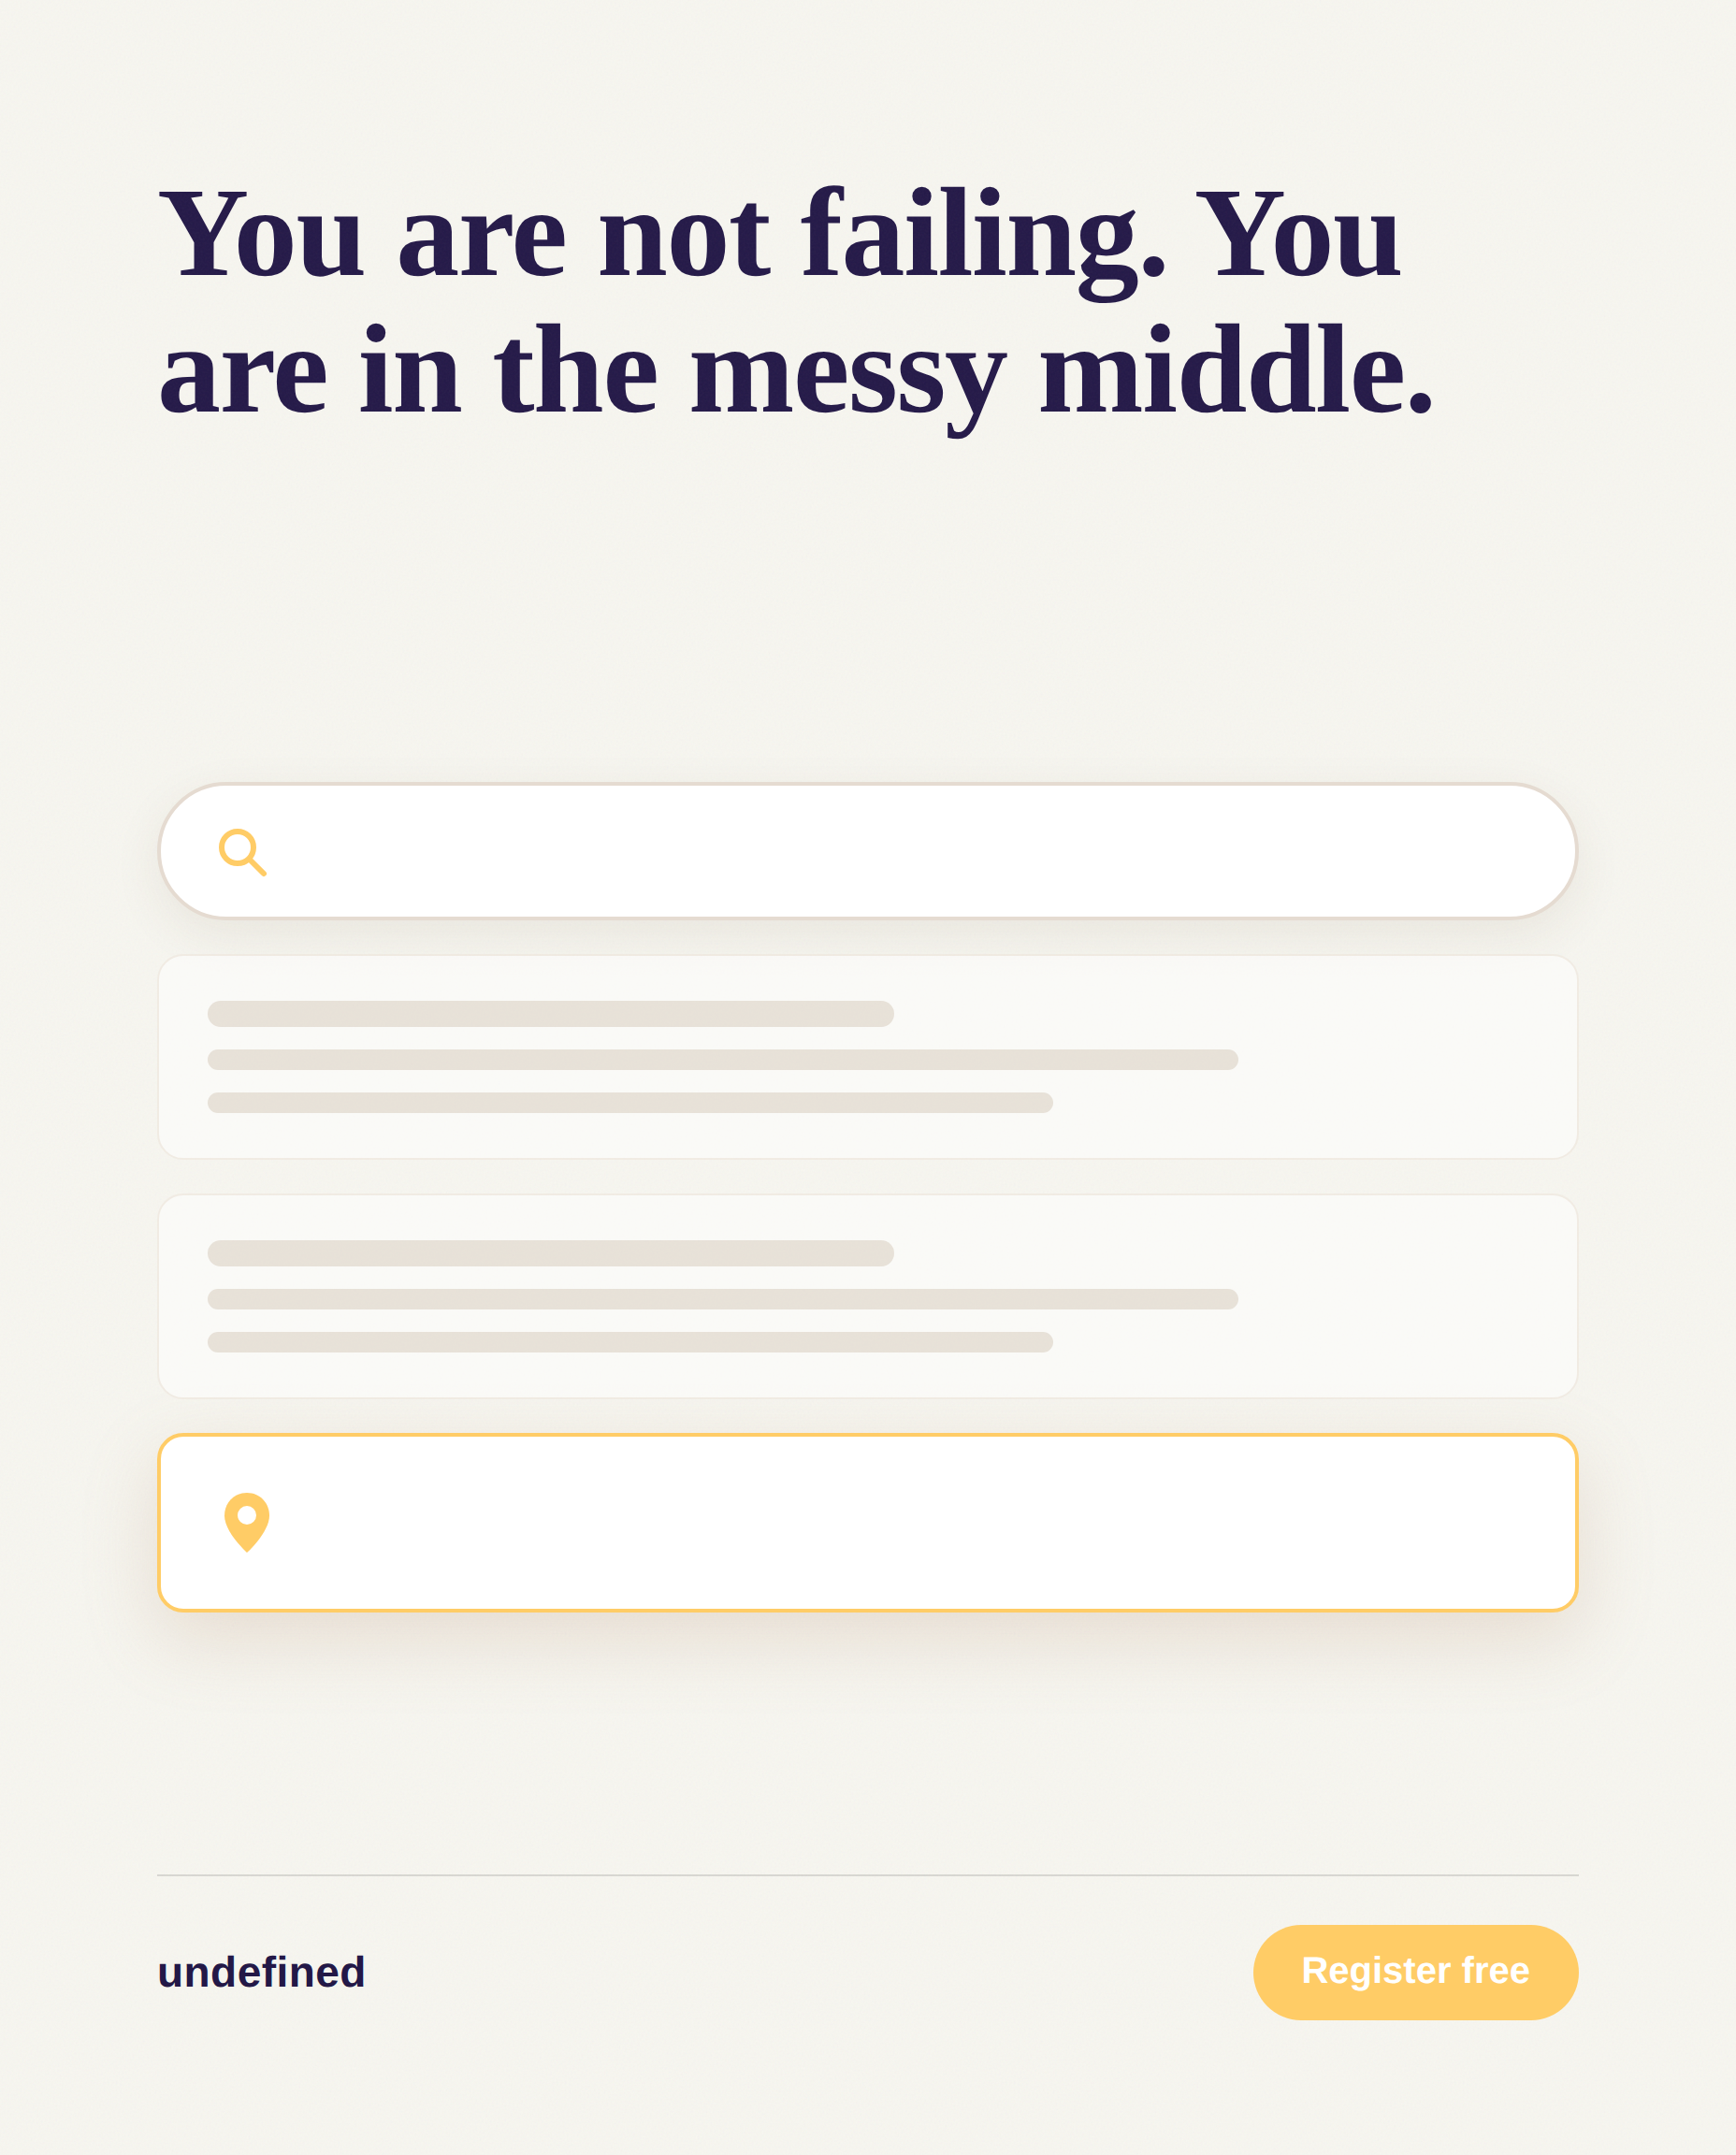 You are not failing. You
are in the messy middle.
undefined
Register free